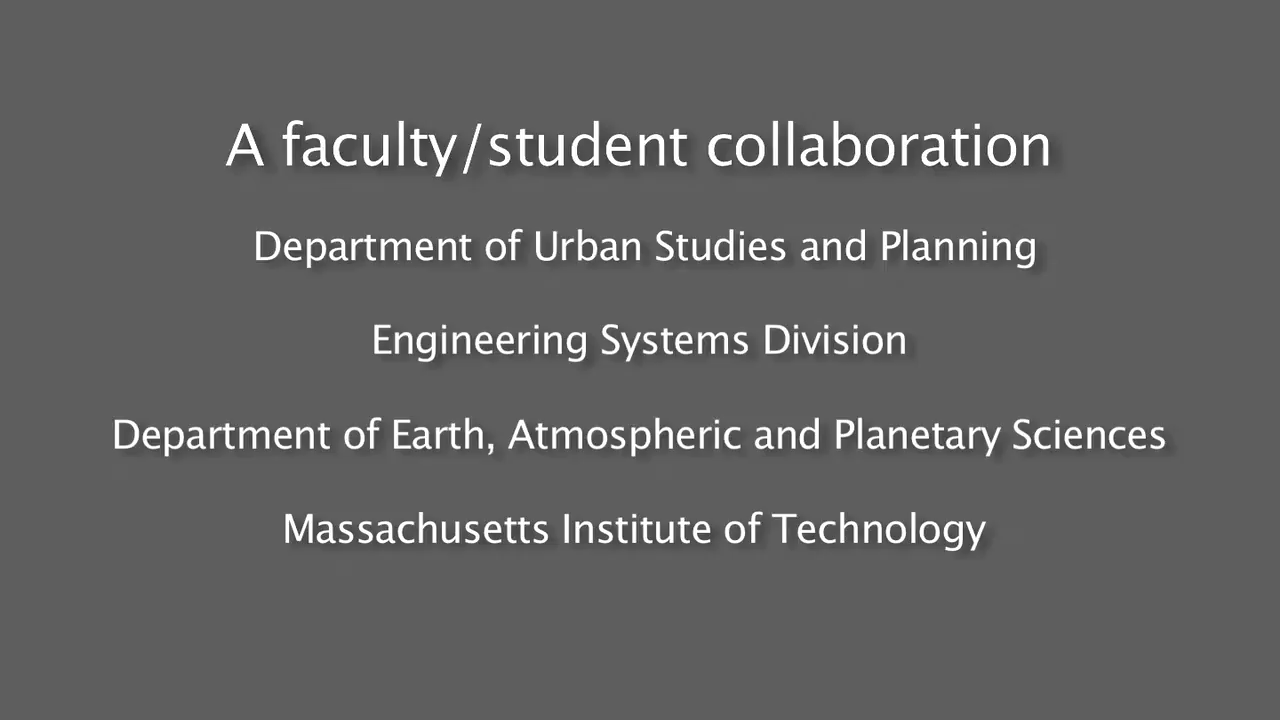 A faculty/student collaboration
Department of Urban Studies and Planning
Engineering Systems Division
Department of Earth, Atmospheric and Planetary Sciences
Massachusetts Institute of Technology